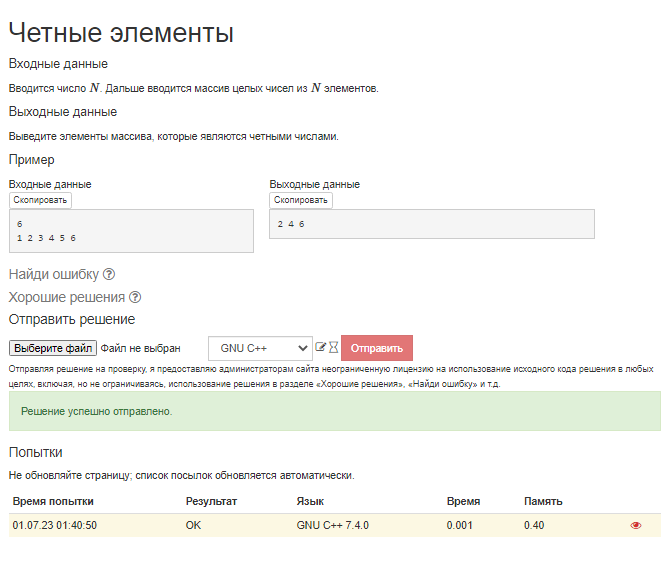 Четные элементы
Входные данные
Вводится число N. Дальше вводится массив целых чисел из N элементов.
Выходные данные
Выведите элементы массива, которые являются четными числами.
Пример
Входные данные Выходные данные
Скопировать Скопировать
6 2 4 6
1 2 3 4 5 6
Найди ошибку ?
Хорошие решения ?
Отправить решение
Выберите файл Файл не выбран GNU C++ Отправить
Отправляя решение на проверку, я предоставляю администраторам сайта неограниченную лицензию на использование исходного кода решения в любых
целях, включая, но не ограничиваясь, использование решения в разделе «Хорошие решения», «Найди ошибку» и т.д.
Решение успешно отправлено.
Попытки
Не обновляйте страницу; список посылок обновляется автоматически.
Время попытки Результат Язык Время Память
01.07.23 01:40:50 OK GNU C++ 7.4.0 0.001 0.40